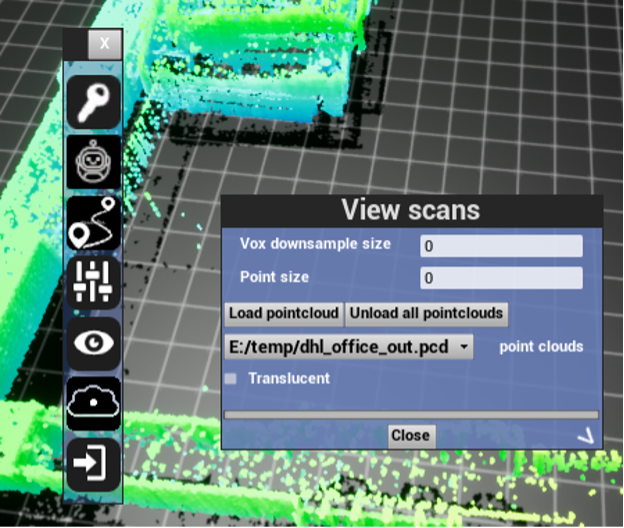 X
View scans
Vox downsample size 0
Point size 0
Load pointcloud Unload all pointclouds
E:/temp/dhl_office_out.pcd point clouds
Translucent
Close